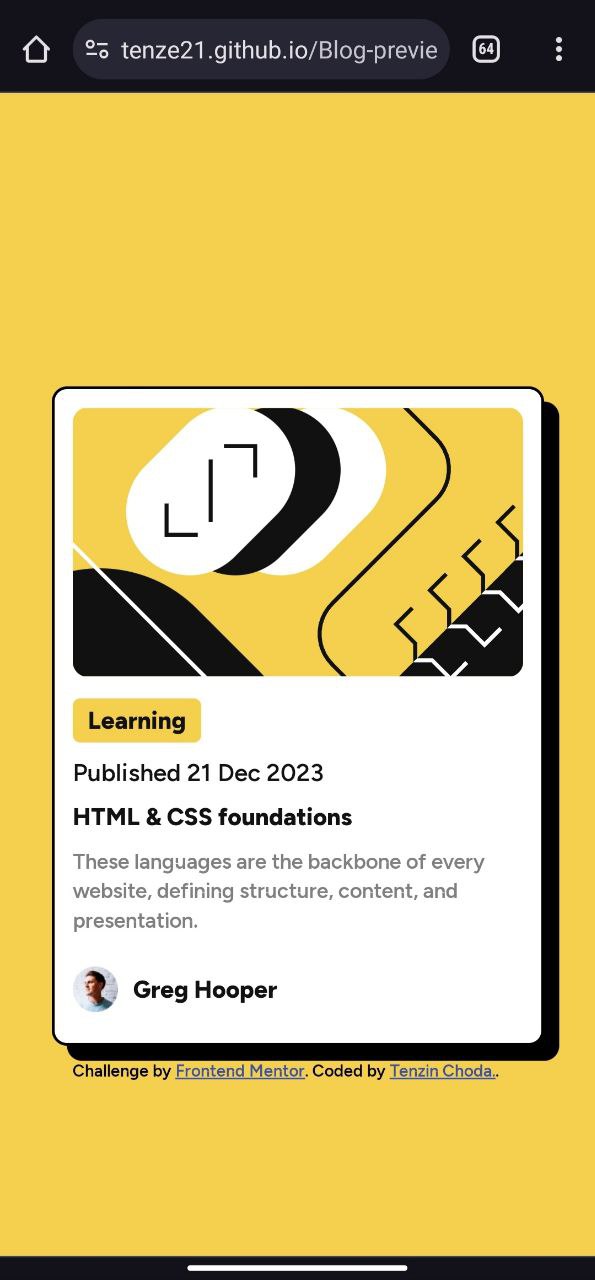 tenze21.github.io/Blog-previe
64
Learning
Published 21 Dec 2023
HTML & CSS foundations
These languages are the backbone of every
website, defining structure, content, and
presentation.
Greg Hooper
Challenge by Frontend Mentor. Coded by Tenzin Choda..